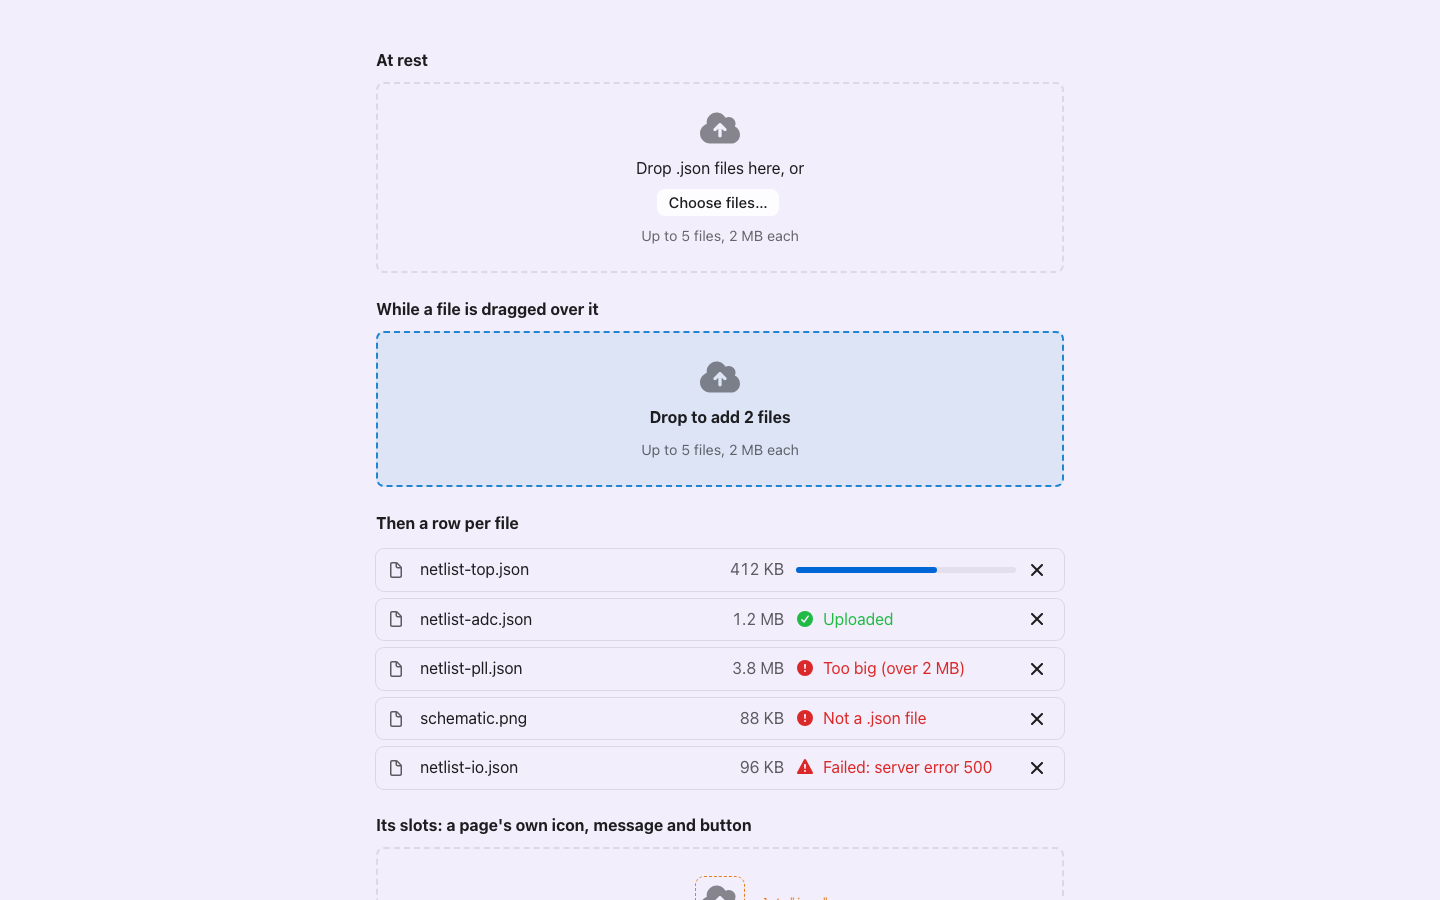 At rest
Drop .json files here, or
Choose files...
Up to 5 files, 2 MB each
While a file is dragged over it
Drop to add 2 files
Up to 5 files, 2 MB each
Then a row per file
netlist-top.json 412 KB
netlist-adc.json 1.2 MB Uploaded
netlist-pll.json 3.8 MB Too big (over 2 MB)
schematic.png 88 KB Not a .json file
netlist-io.json 96 KB Failed: server error 500
Its slots: a page's own icon, message and button